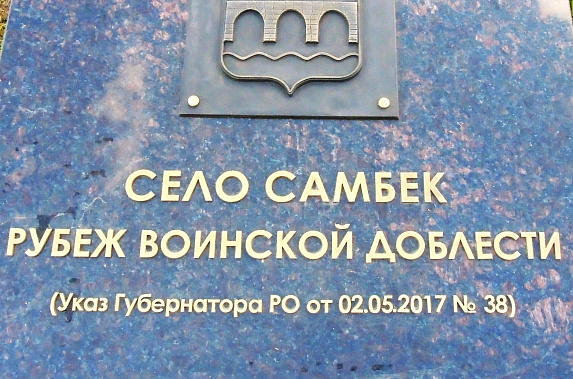 СЕЛО САМБЕК
РУБЕЖ ВОИНСКОЙ ДОБЛЕСТИ
(Указ Губернатора РО от 02.05.2017 № 38)